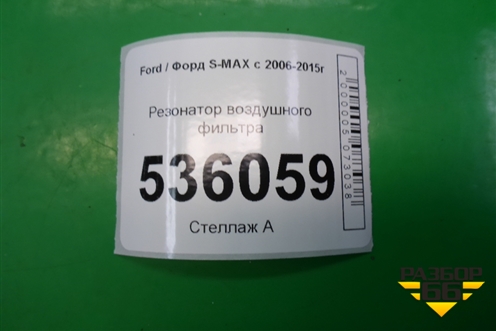 Ford / Форд S-MAX с 2006-2015г
Резонатор воздушного
фильтра
536059
Стеллаж А
2000005073038
РАЗБОР
66